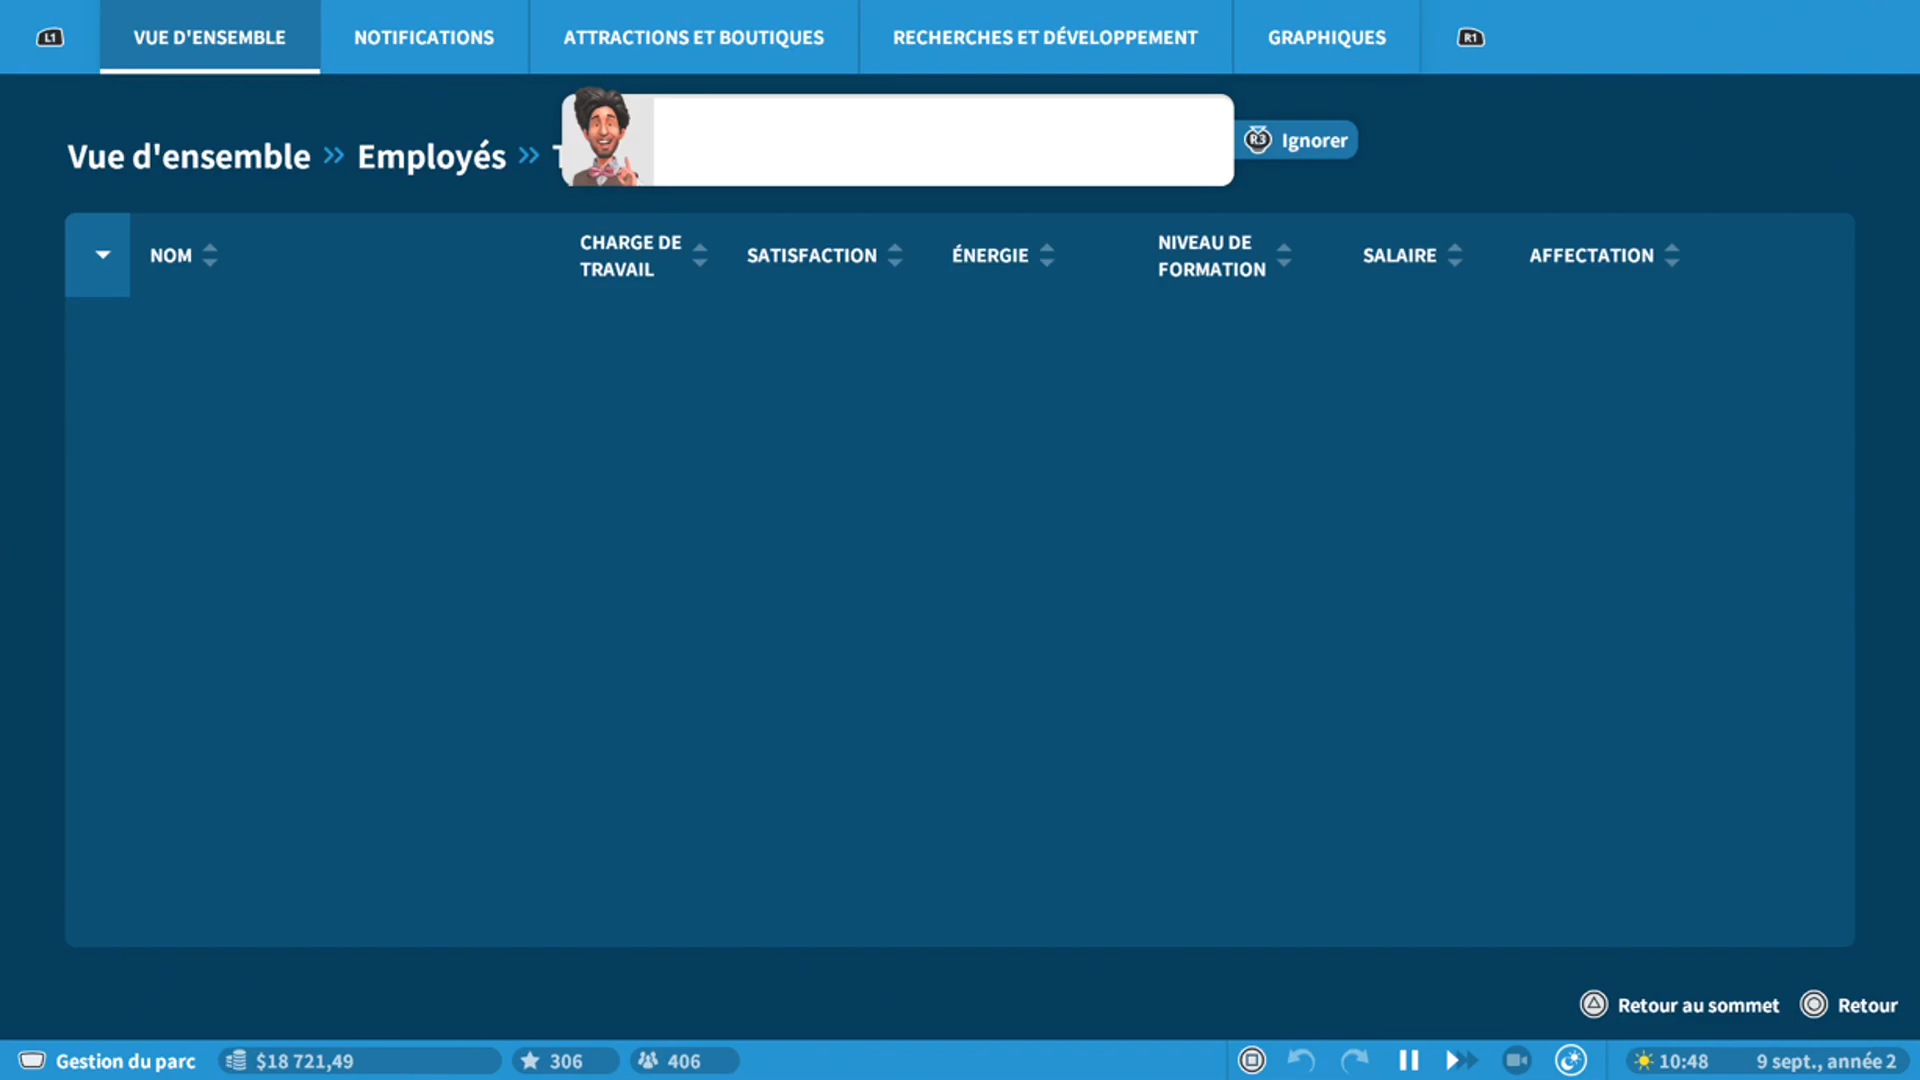 L1 VUE D'ENSEMBLE NOTIFICATIONS ATTRACTIONS ET BOUTIQUES RECHERCHES ET DÉVELOPPEMENT GRAPHIQUES R1
Vue d'ensemble » Employés »
R3 Ignorer
NOM CHARGE DE TRAVAIL SATISFACTION ÉNERGIE NIVEAU DE FORMATION SALAIRE AFFECTATION
Retour au sommet Retour
Gestion du parc $18 721,49 306 406 10:48 9 sept., année 2